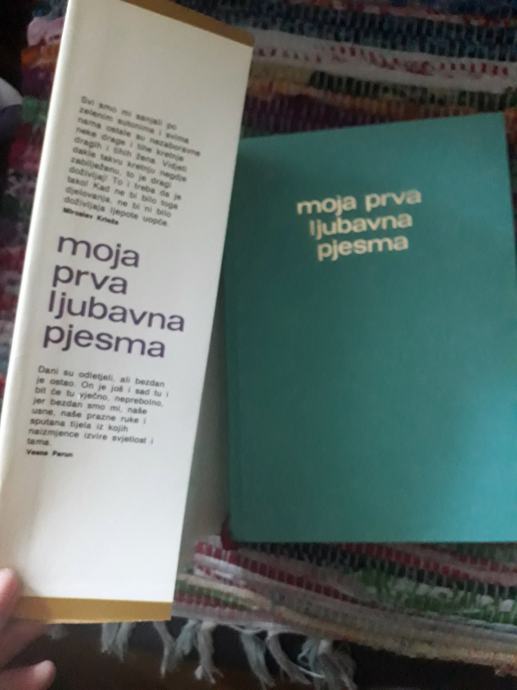 Svi smo mi sanjali po
zelenim sutonima i svima
nama ostale su nezaboravne
neke drage i tihe kretnje
dragih i tihih žena. Vidjeti
dakle takvu kretnju negdje
zabilježenu, to je dragi
doživljaj! To i treba da je
tako! Kad ne bi bilo toga
djelovanja, ne bi ni bilo
doživljaja ljepote uopće.
Miroslav Krleža
moja
prva
ljubavna
pjesma
Dani su odletjeli, ali bezdan
je ostao. On je još i sad tu i
bit će tu vječno, neprebolno,
jer bezdan smo mi, naše
usne, naše prazne ruke i
sputana tijela iz kojih
naizmjence izvire svjetlost i
tama.
Vesna Parun
moja prva
ljubavna
pjesma